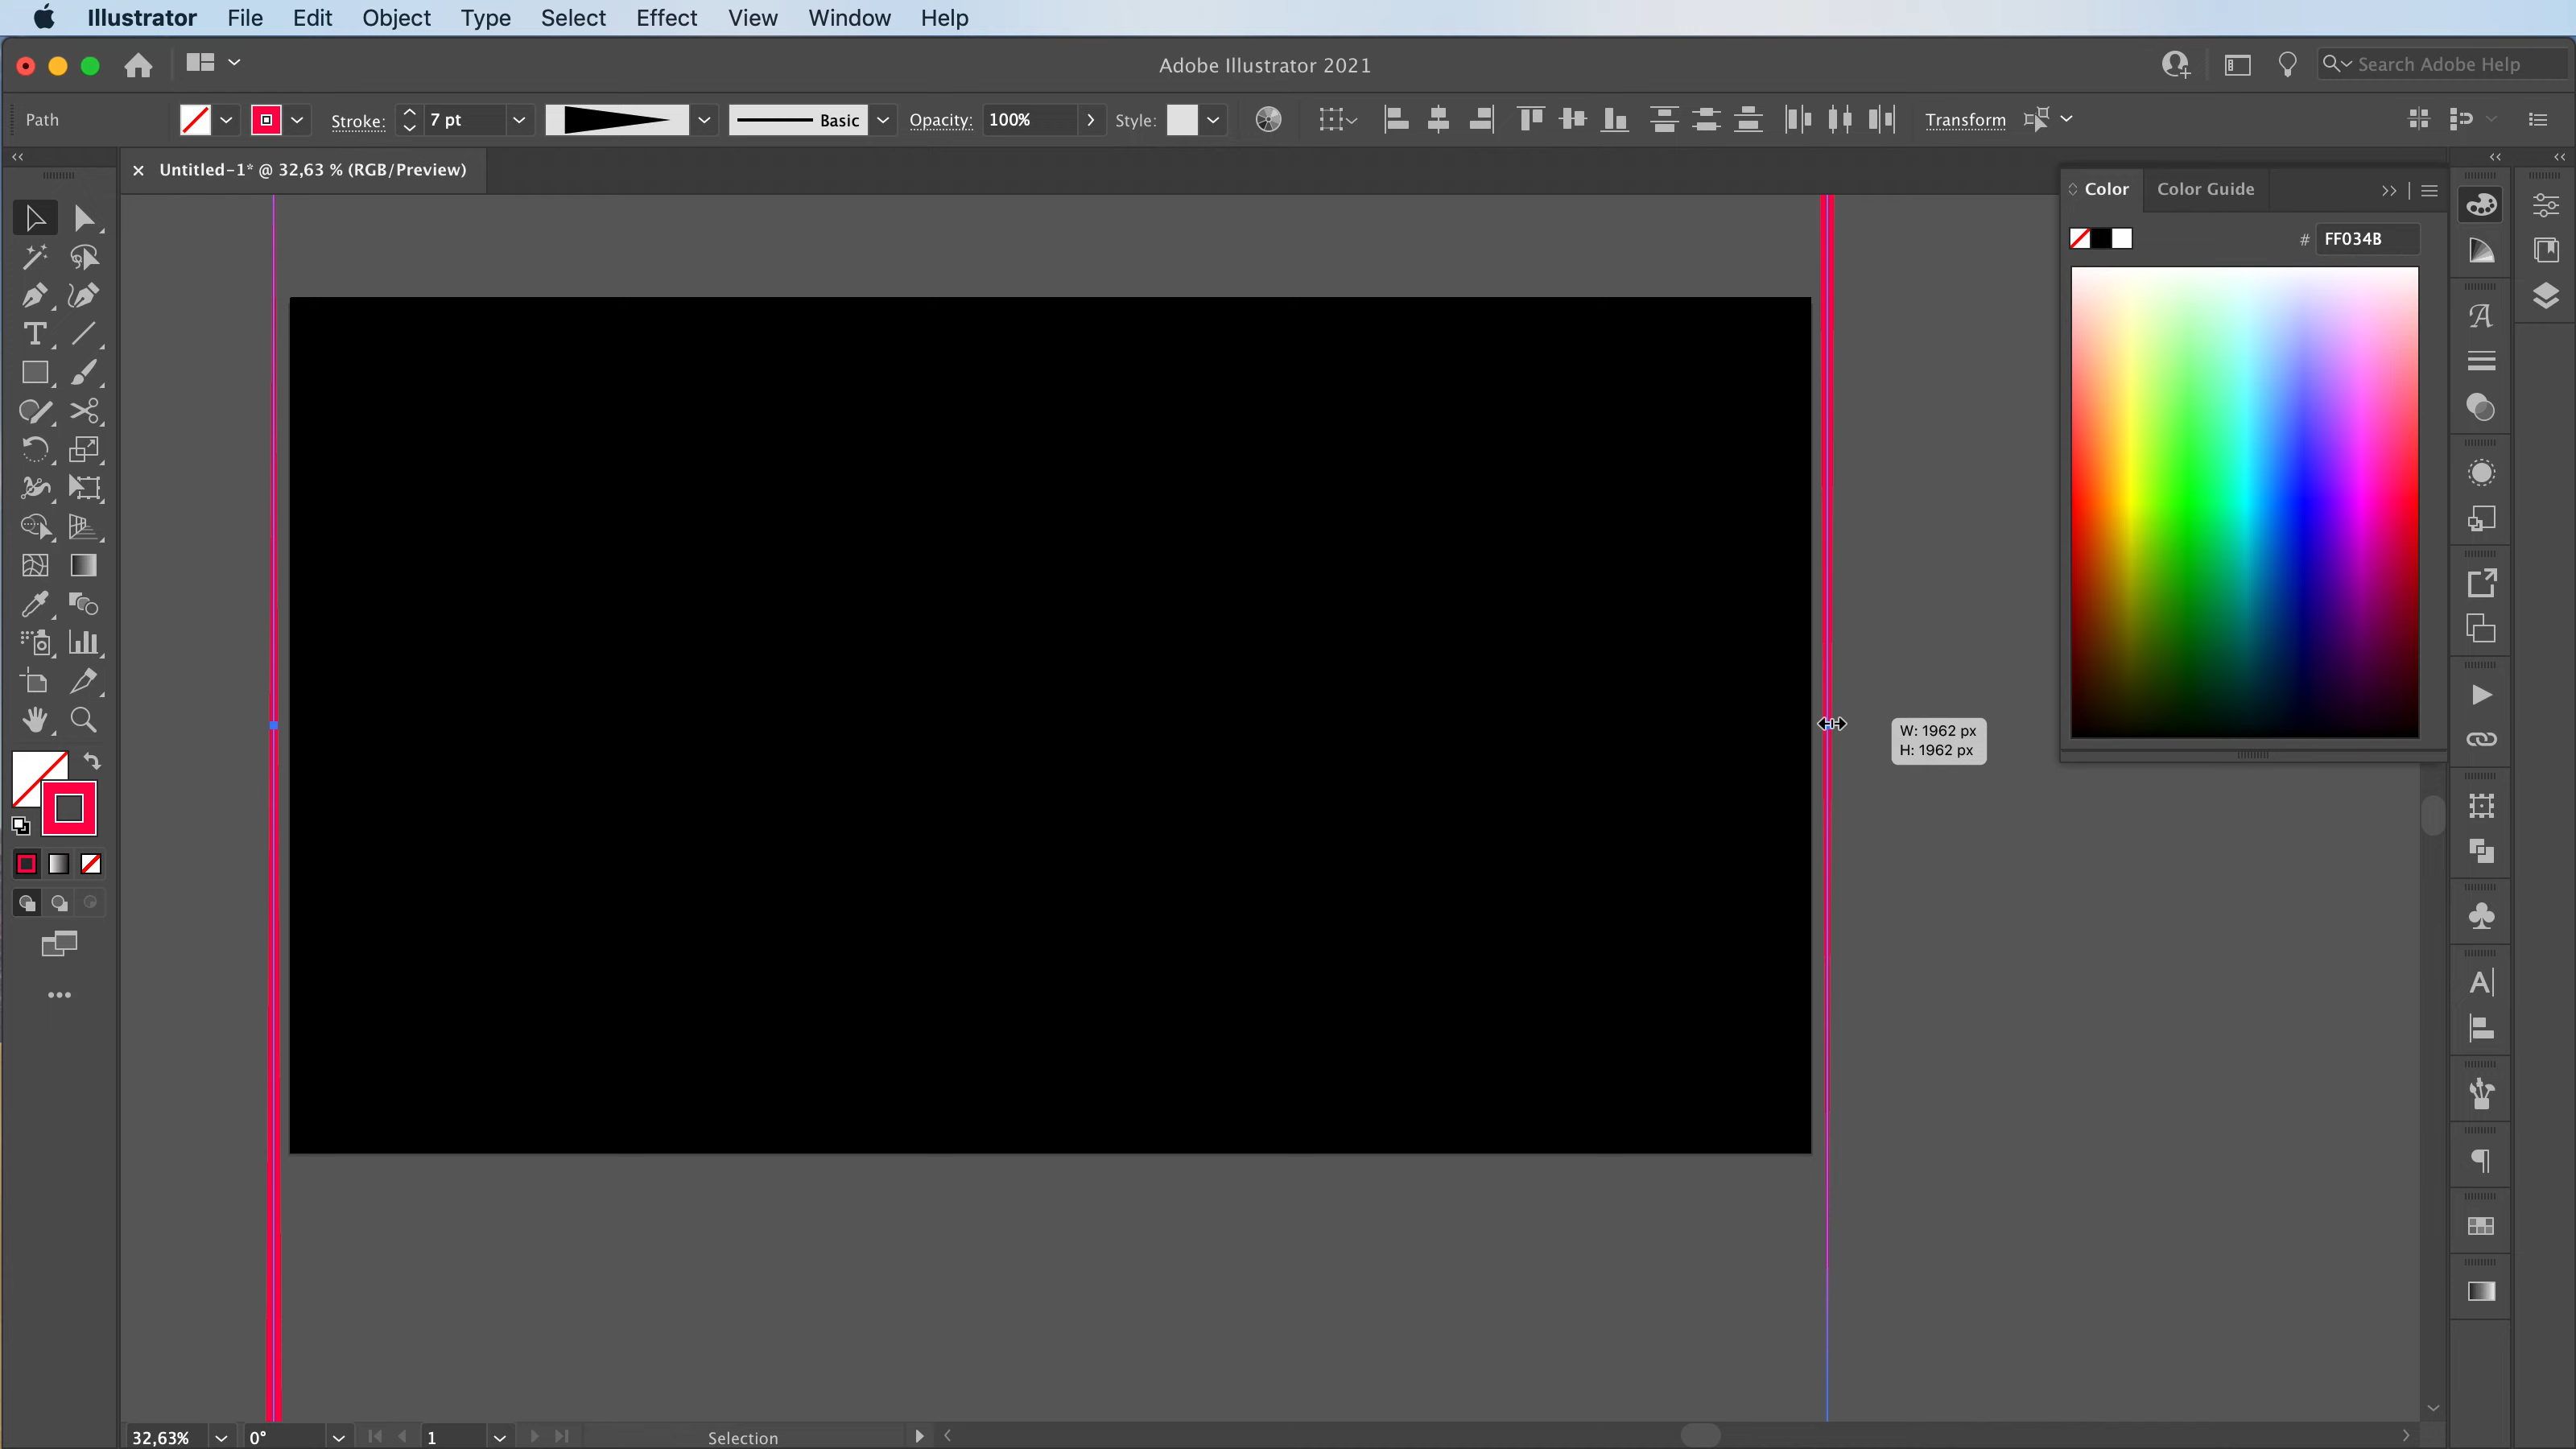 Illustrator File Edit Object Type Select Effect View Window Help
Adobe Illustrator 2021
Search Adobe Help
Path
Stroke: 7 pt
Basic
Opacity: 100%
Style:
Transform
Untitled-1* @ 32,63 % (RGB/Preview)
Color
Color Guide
# FF034B
W: 1962 px
H: 1962 px
32,63%
0°
1
Selection